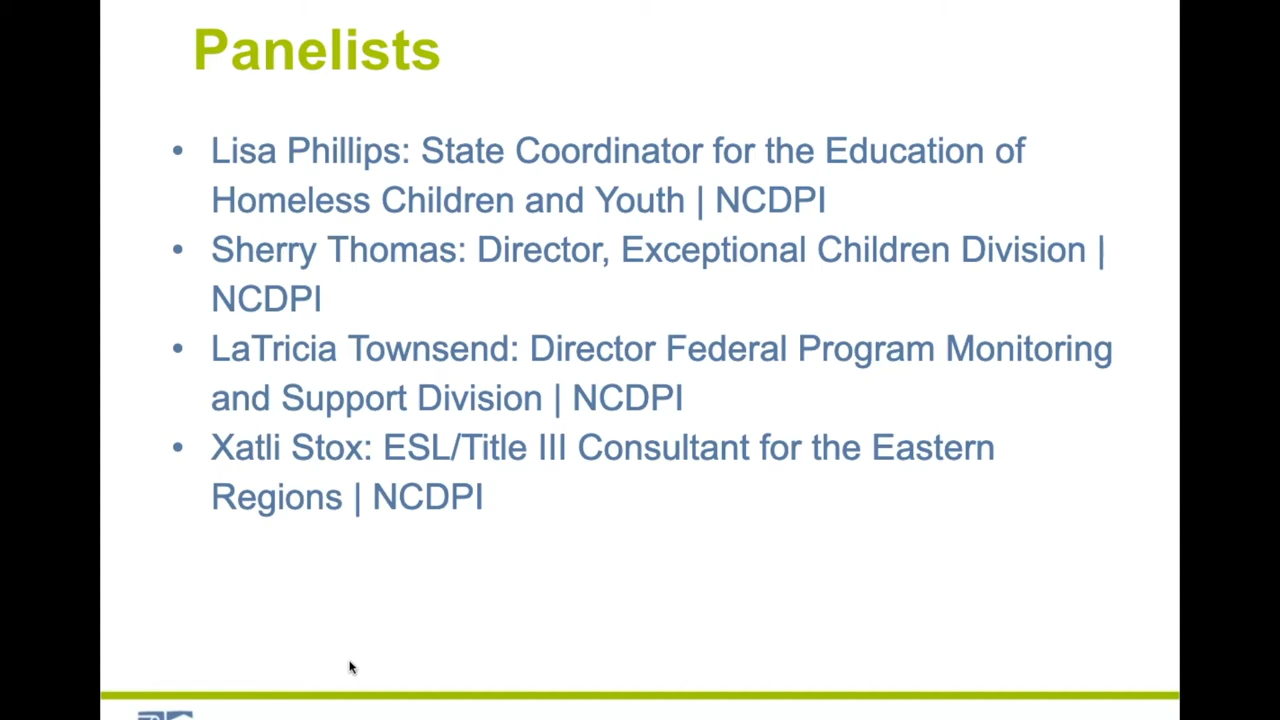 Panelists
• Lisa Phillips: State Coordinator for the Education of
Homeless Children and Youth | NCDPI
• Sherry Thomas: Director, Exceptional Children Division |
NCDPI
• LaTricia Townsend: Director Federal Program Monitoring
and Support Division | NCDPI
• Xatli Stox: ESL/Title III Consultant for the Eastern
Regions | NCDPI